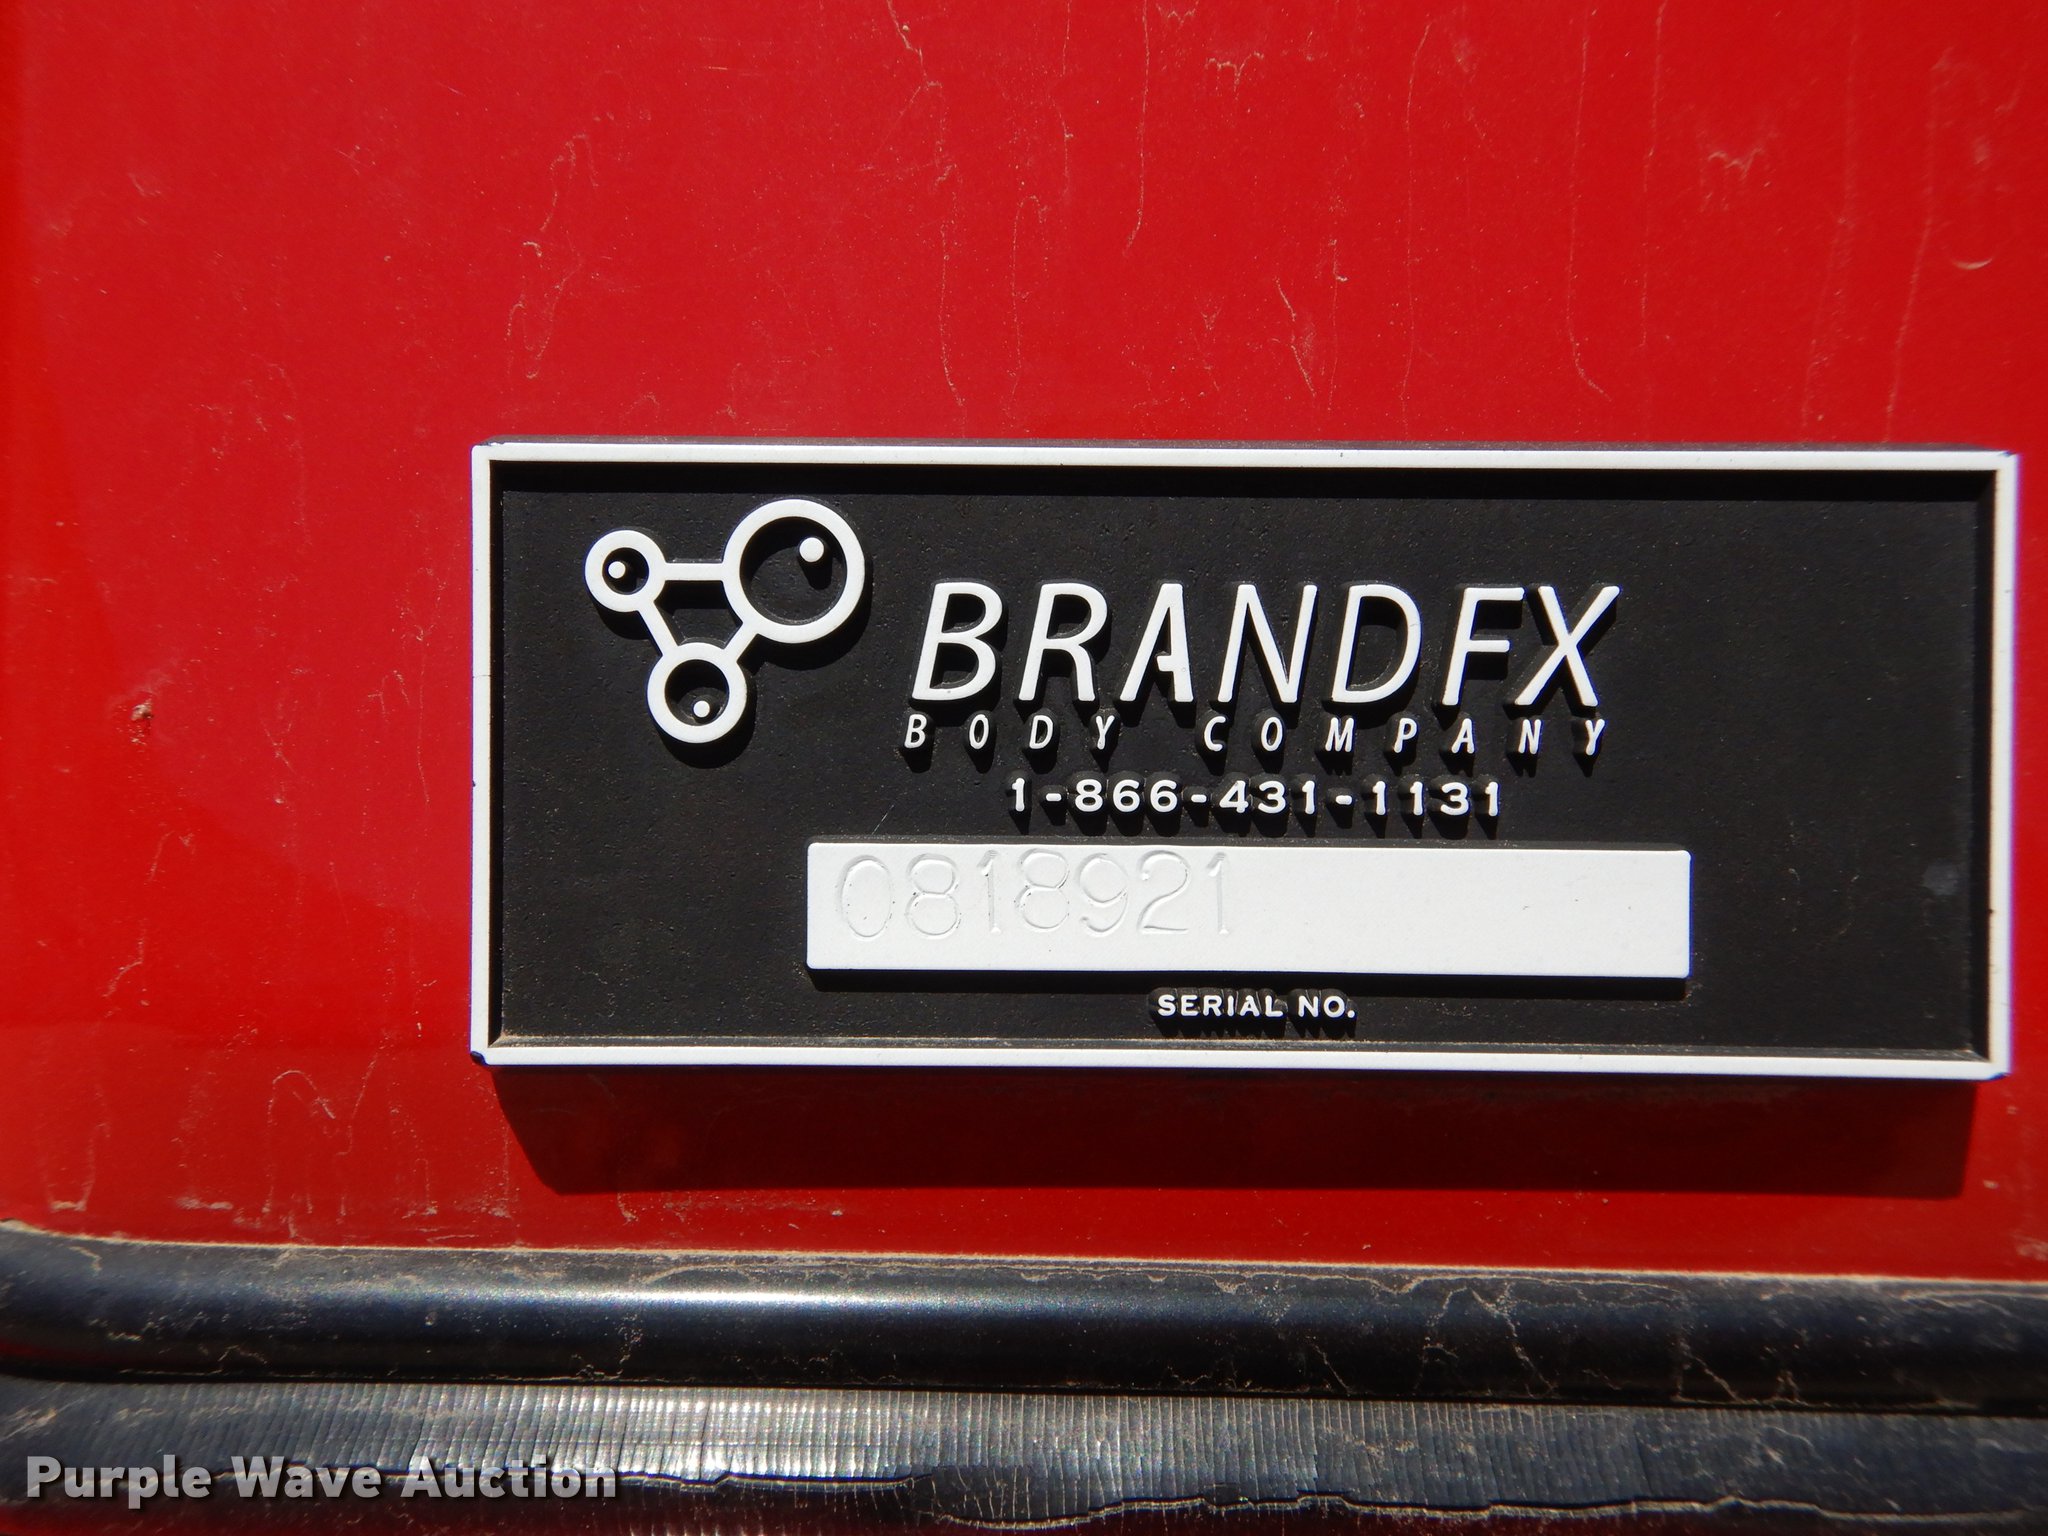 BRANDFX
BODY COMPANY
1-866-431-1131
0818921
SERIAL NO.
Purple Wave Auction